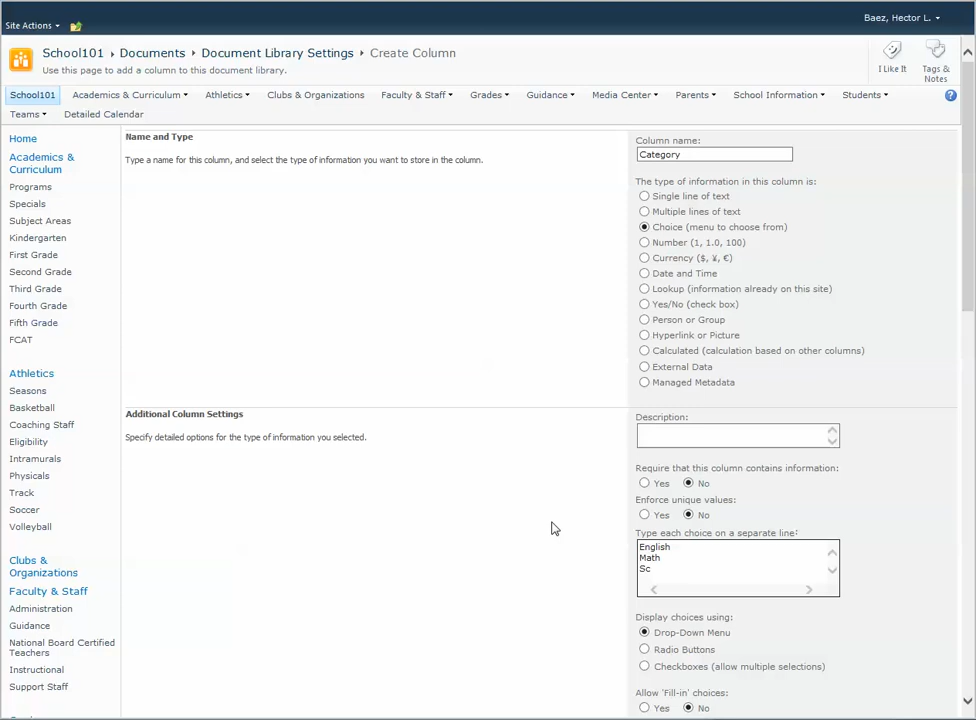 Site Actions
Baez, Hector L.
School101 Documents Document Library Settings Create Column
Use this page to add a column to this document library.
I Like It
Tags & Notes
School101 Academics & Curriculum Athletics Clubs & Organizations Faculty & Staff Grades Guidance Media Center Parents School Information Students
Teams Detailed Calendar
Home
Academics &
Curriculum
Programs
Specials
Subject Areas
Kindergarten
First Grade
Second Grade
Third Grade
Fourth Grade
Fifth Grade
FCAT
Athletics
Seasons
Basketball
Coaching Staff
Eligibility
Intramurals
Physicals
Track
Soccer
Volleyball
Clubs &
Organizations
Faculty & Staff
Administration
Guidance
National Board Certified
Teachers
Instructional
Support Staff
Name and Type
Type a name for this column, and select the type of information you want to store in the column.
Column name:
Category
The type of information in this column is:
Single line of text
Multiple lines of text
Choice (menu to choose from)
Number (1, 1.0, 100)
Currency ($, ¥, €)
Date and Time
Lookup (information already on this site)
Yes/No (check box)
Person or Group
Hyperlink or Picture
Calculated (calculation based on other columns)
External Data
Managed Metadata
Additional Column Settings
Specify detailed options for the type of information you selected.
Description:
Require that this column contains information:
Yes No
Enforce unique values:
Yes No
Type each choice on a separate line:
English
Math
Sc
Display choices using:
Drop-Down Menu
Radio Buttons
Checkboxes (allow multiple selections)
Allow 'Fill-in' choices:
Yes No